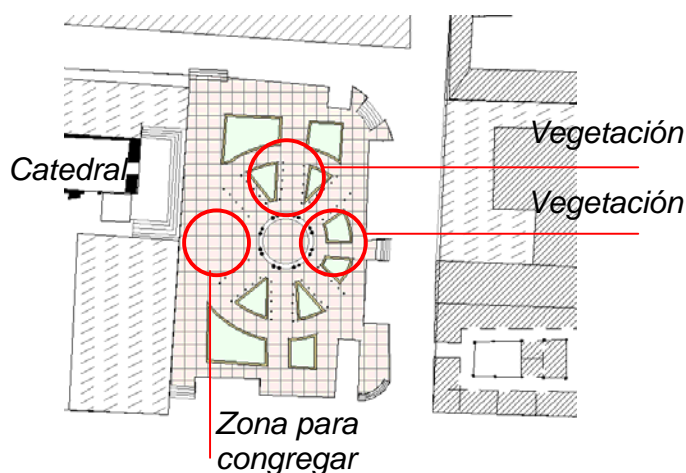 Vegetación
Catedral
Vegetación
Zona para
congregar